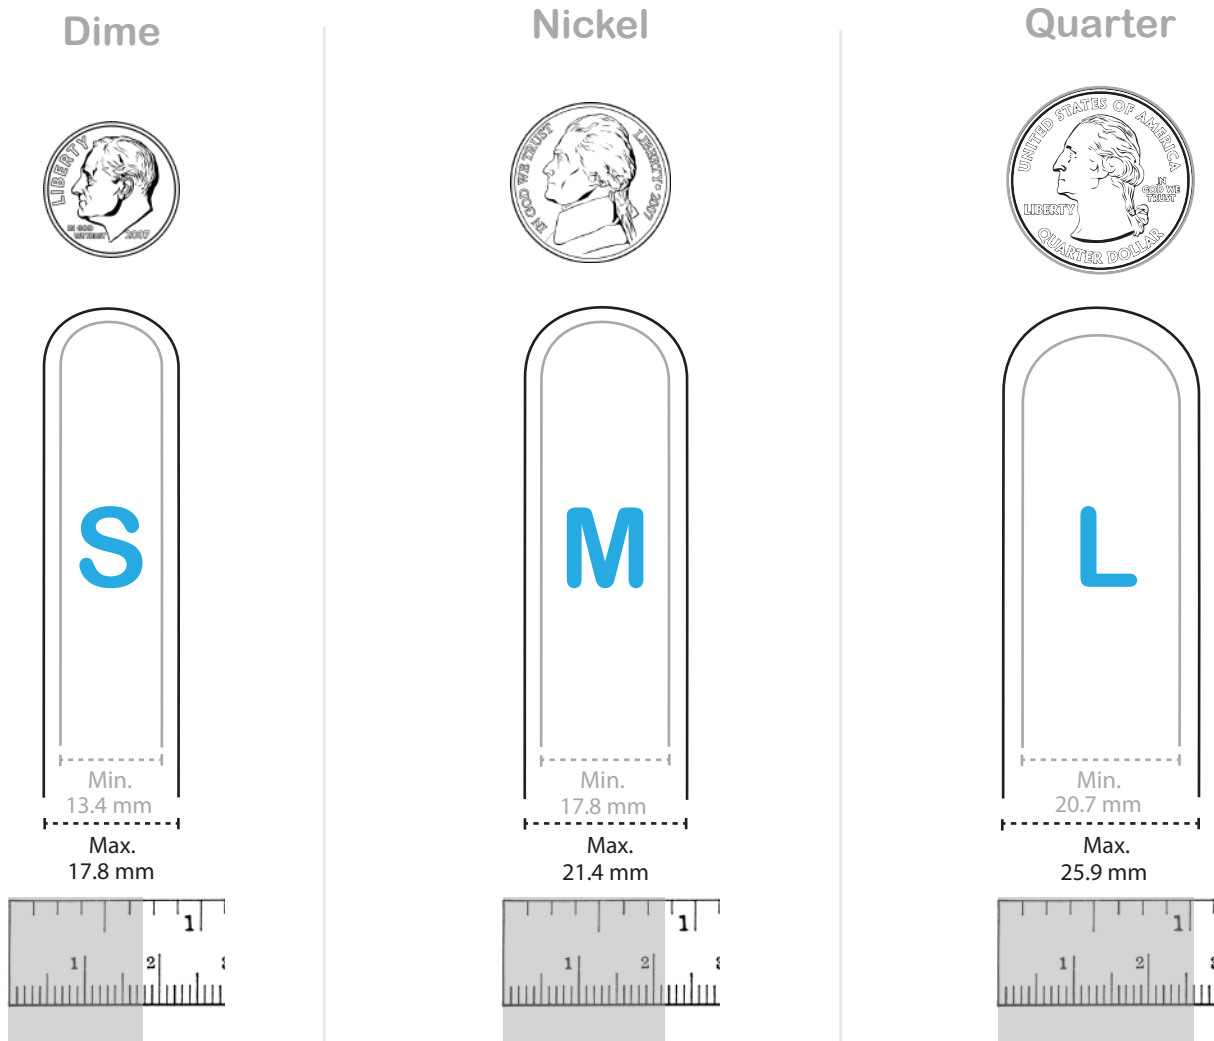 Dime
LIBERTY
IN GOD
WE TRUST
2007
S
Min.
13.4 mm
Max.
17.8 mm
1
1
2
Nickel
IN GOD WE TRUST
LIBERTY • 2007
M
Min.
17.8 mm
Max.
21.4 mm
1
1
2
Quarter
UNITED STATES OF AMERICA
IN
GOD WE
TRUST
LIBERTY
QUARTER DOLLAR
L
Min.
20.7 mm
Max.
25.9 mm
1
1
2